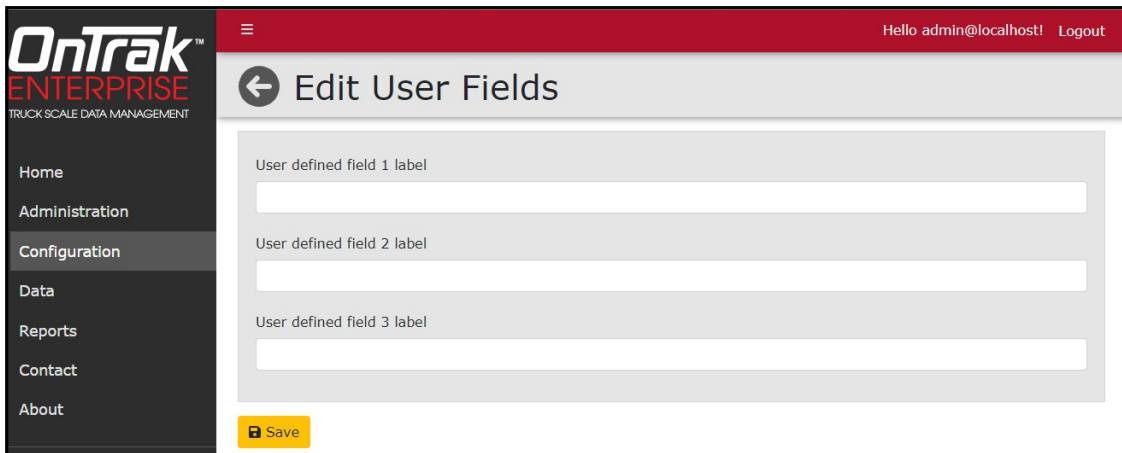 OnTrak™
ENTERPRISE
TRUCK SCALE DATA MANAGEMENT
Home
Administration
Configuration
Data
Reports
Contact
About
Hello admin@localhost! Logout
Edit User Fields
User defined field 1 label
User defined field 2 label
User defined field 3 label
Save